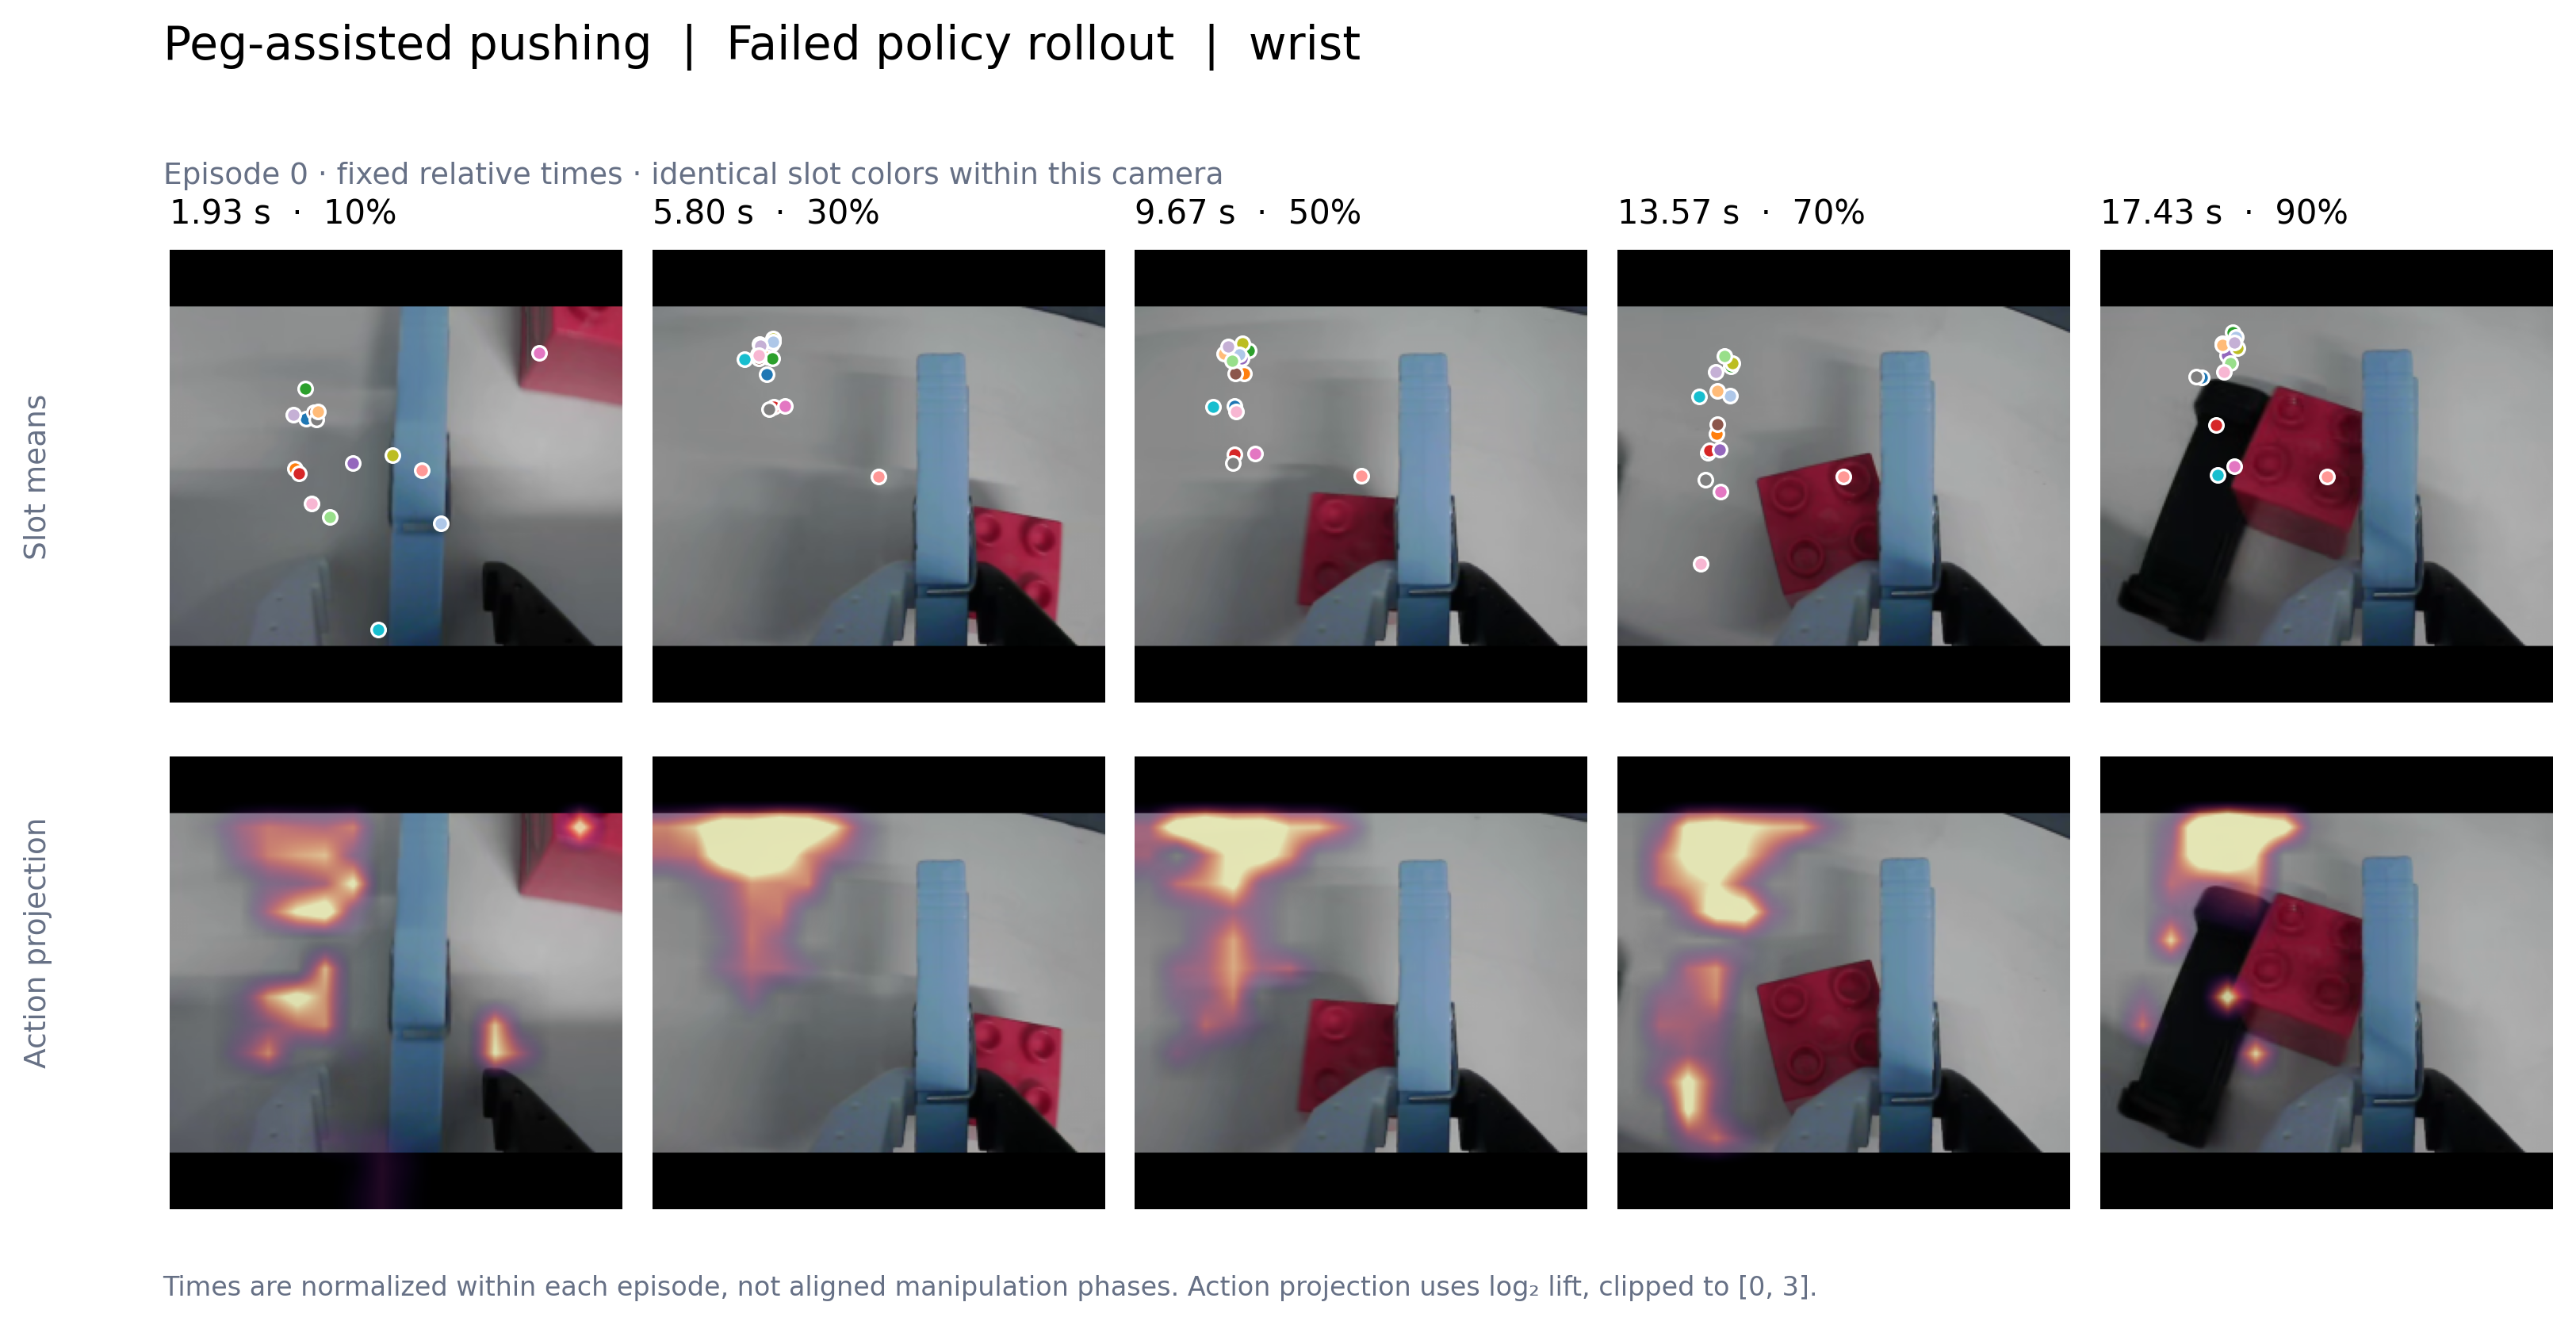 Peg-assisted pushing | Failed policy rollout | wrist
Episode 0 · fixed relative times · identical slot colors within this camera
1.93 s · 10%
5.80 s · 30%
9.67 s · 50%
13.57 s · 70%
17.43 s · 90%
Slot means
Action projection
Times are normalized within each episode, not aligned manipulation phases. Action projection uses log₂ lift, clipped to [0, 3].